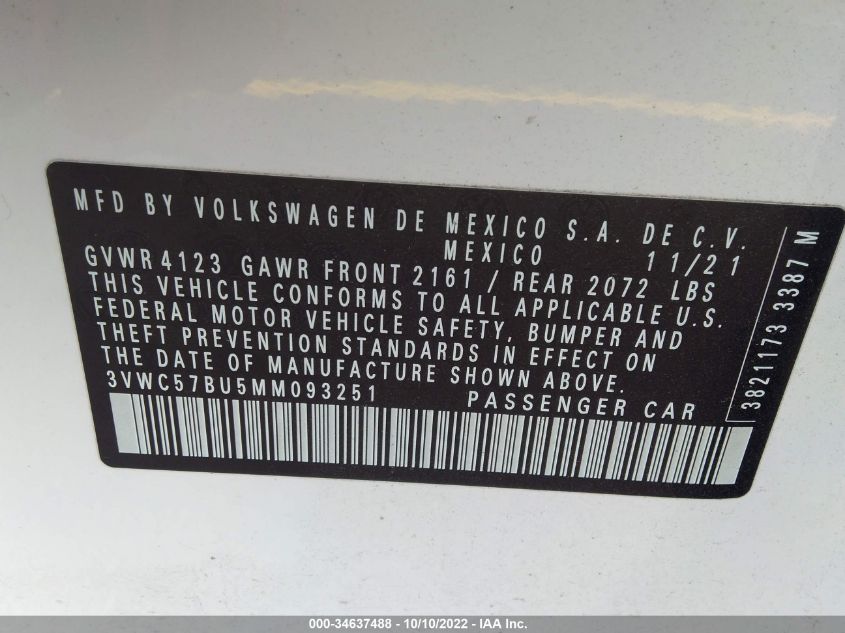 MFD BY VOLKSWAGEN DE MEXICO S.A. DE C.V.
MEXICO 11/21
GVWR 4123 GAWR FRONT 2161 / REAR 2072 LBS
THIS VEHICLE CONFORMS TO ALL APPLICABLE U.S.
FEDERAL MOTOR VEHICLE SAFETY, BUMPER AND
THEFT PREVENTION STANDARDS IN EFFECT ON
THE DATE OF MANUFACTURE SHOWN ABOVE.
3VWC57BU5MM093251 PASSENGER CAR
3821173 3387 M
000-34637488 - 10/10/2022 - IAA Inc.